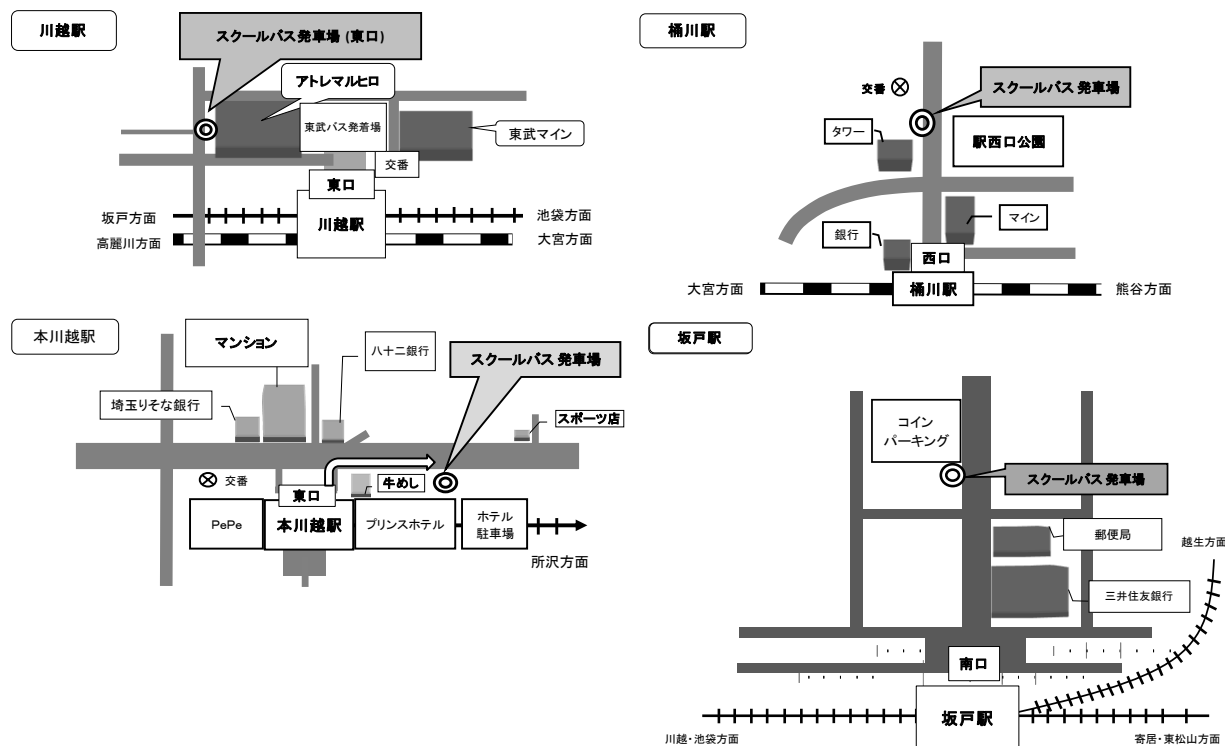 川越駅
スクールバス発車場 (東口)
アトレマルヒロ
東武バス発着場
東武マイン
交番
東口
川越駅
坂戸方面
池袋方面
高麗川方面
大宮方面
桶川駅
交番
スクールバス 発車場
タワー
駅西口公園
マイン
銀行
西口
桶川駅
大宮方面
熊谷方面
本川越駅
マンション
八十二銀行
スクールバス 発車場
埼玉りそな銀行
スポーツ店
交番
東口
牛めし
PePe
本川越駅
プリンスホテル
ホテル
駐車場
所沢方面
坂戸駅
コイン
パーキング
スクールバス 発車場
郵便局
越生方面
三井住友銀行
南口
坂戸駅
川越・池袋方面
寄居・東松山方面